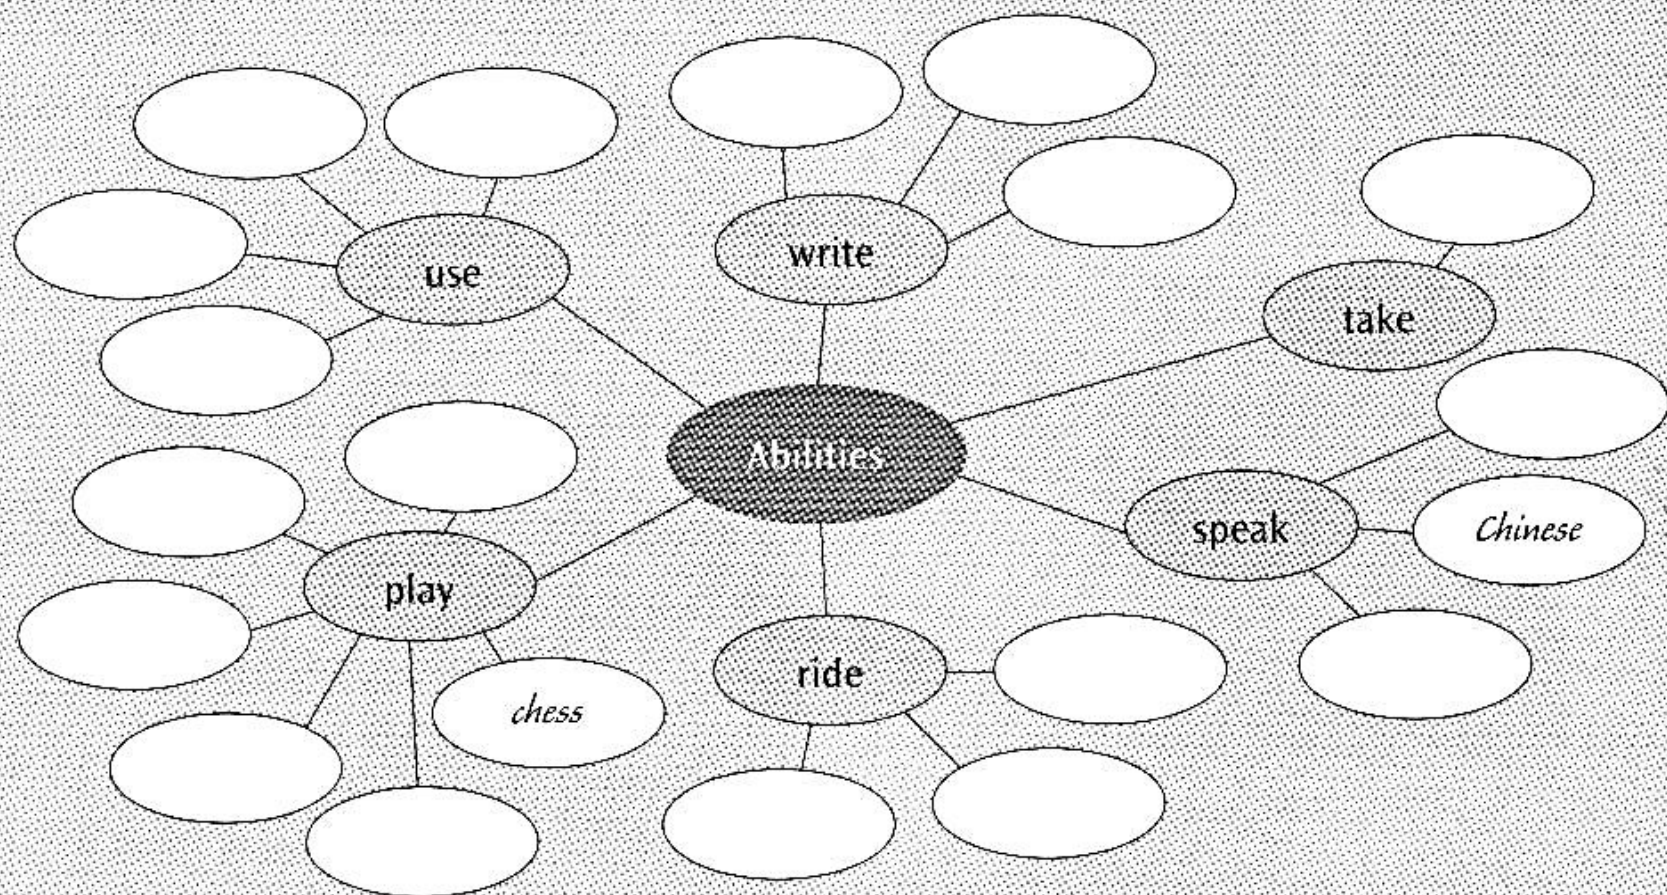 use
write
take
Abilities
speak
Chinese
play
chess
ride